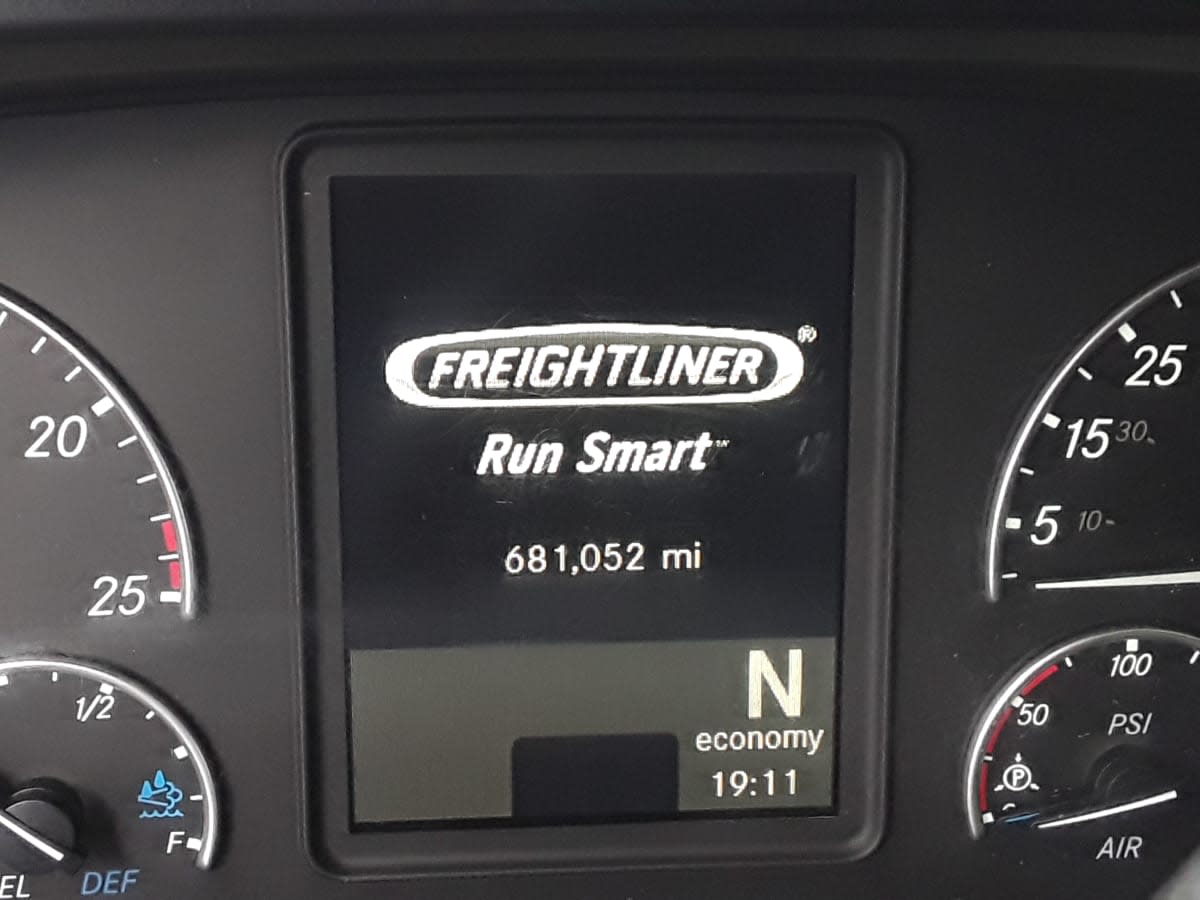 FREIGHTLINER®
Run Smart™
681,052 mi
N
economy
19:11
20
25
1/2
F
EL
DEF
25
15 30
5 10
100
50
PSI
P
AIR